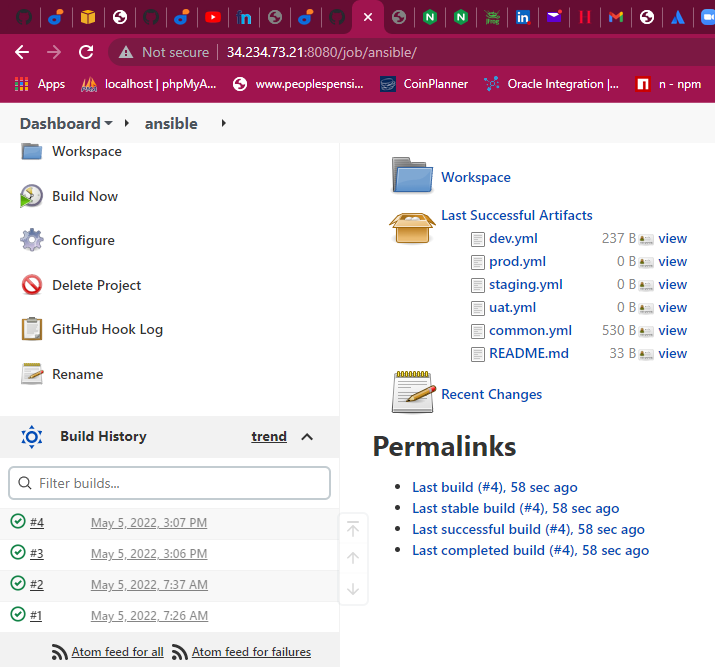 Not secure 34.234.73.21:8080/job/ansible/
Apps localhost | phpMyA... www.peoplespensi... CoinPlanner Oracle Integration |... n - npm
Dashboard ansible
Workspace
Build Now
Configure
Delete Project
GitHub Hook Log
Rename
Build History trend
Filter builds...
#4 May 5, 2022, 3:07 PM
#3 May 5, 2022, 3:06 PM
#2 May 5, 2022, 7:37 AM
#1 May 5, 2022, 7:26 AM
Atom feed for all Atom feed for failures
Workspace
Last Successful Artifacts
dev.yml 237 B view
prod.yml 0 B view
staging.yml 0 B view
uat.yml 0 B view
common.yml 530 B view
README.md 33 B view
Recent Changes
Permalinks
Last build (#4), 58 sec ago
Last stable build (#4), 58 sec ago
Last successful build (#4), 58 sec ago
Last completed build (#4), 58 sec ago